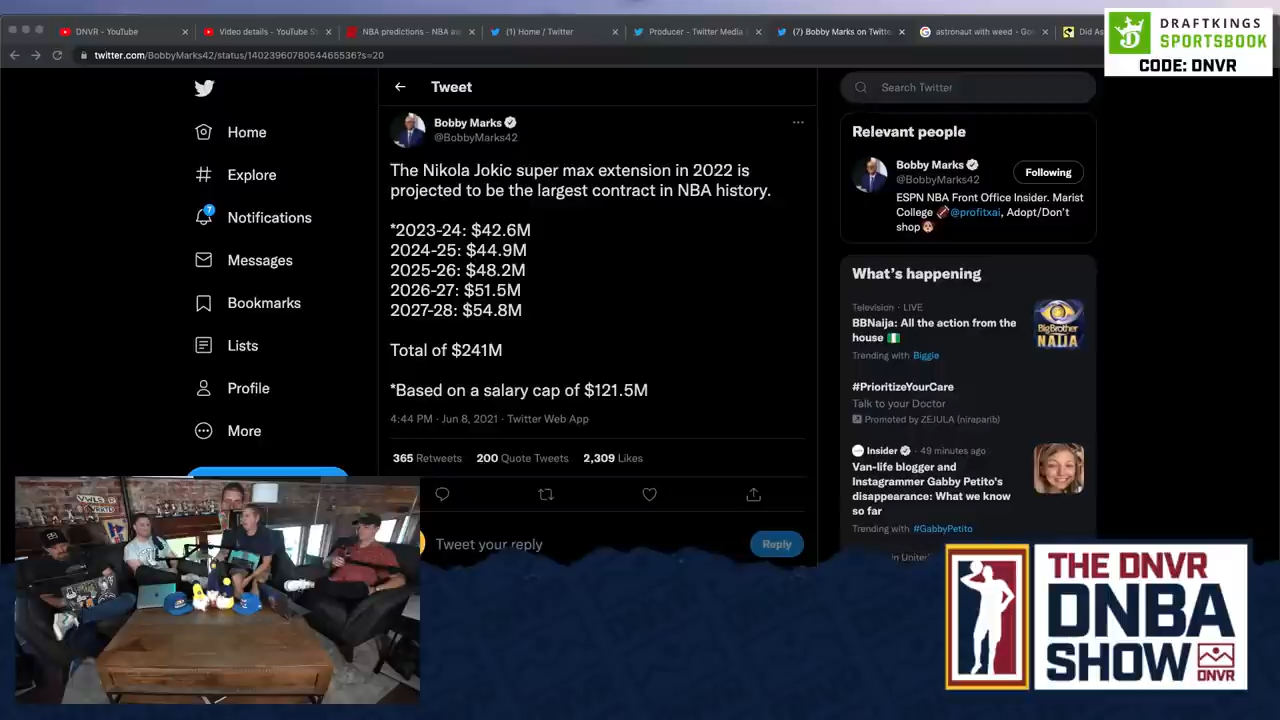 DNVR - YouTube
Video details - YouTube S
NBA predictions - NBA aw
(1) Home / Twitter
Producer - Twitter Media
(7) Bobby Marks on Twitte
astronaut with weed - Go
Did As
twitter.com/BobbyMarks42/status/1402396078054465536?s=20
DRAFTKINGS
SPORTSBOOK
CODE: DNVR
Tweet
Search Twitter
Home
Explore
7
Notifications
Messages
Bookmarks
Lists
Profile
More
Bobby Marks
@BobbyMarks42
The Nikola Jokic super max extension in 2022 is
projected to be the largest contract in NBA history.
*2023-24: $42.6M
2024-25: $44.9M
2025-26: $48.2M
2026-27: $51.5M
2027-28: $54.8M
Total of $241M
*Based on a salary cap of $121.5M
4:44 PM · Jun 8, 2021 · Twitter Web App
365 Retweets 200 Quote Tweets 2,309 Likes
Tweet your reply
Reply
Relevant people
Bobby Marks
Following
@BobbyMarks42
ESPN NBA Front Office Insider. Marist
College @profitxai, Adopt/Don't
shop
What's happening
Television · LIVE
BBNaija: All the action from the
house
Trending with Biggie
BigBrother
NAIJA
#PrioritizeYourCare
Talk to your Doctor
Promoted by ZEJULA (niraparib)
Insider · 49 minutes ago
Van-life blogger and
Instagrammer Gabby Petito's
disappearance: What we know
so far
Trending with #GabbyPetito
THE DNVR
DNBA
SHOW
DNVR